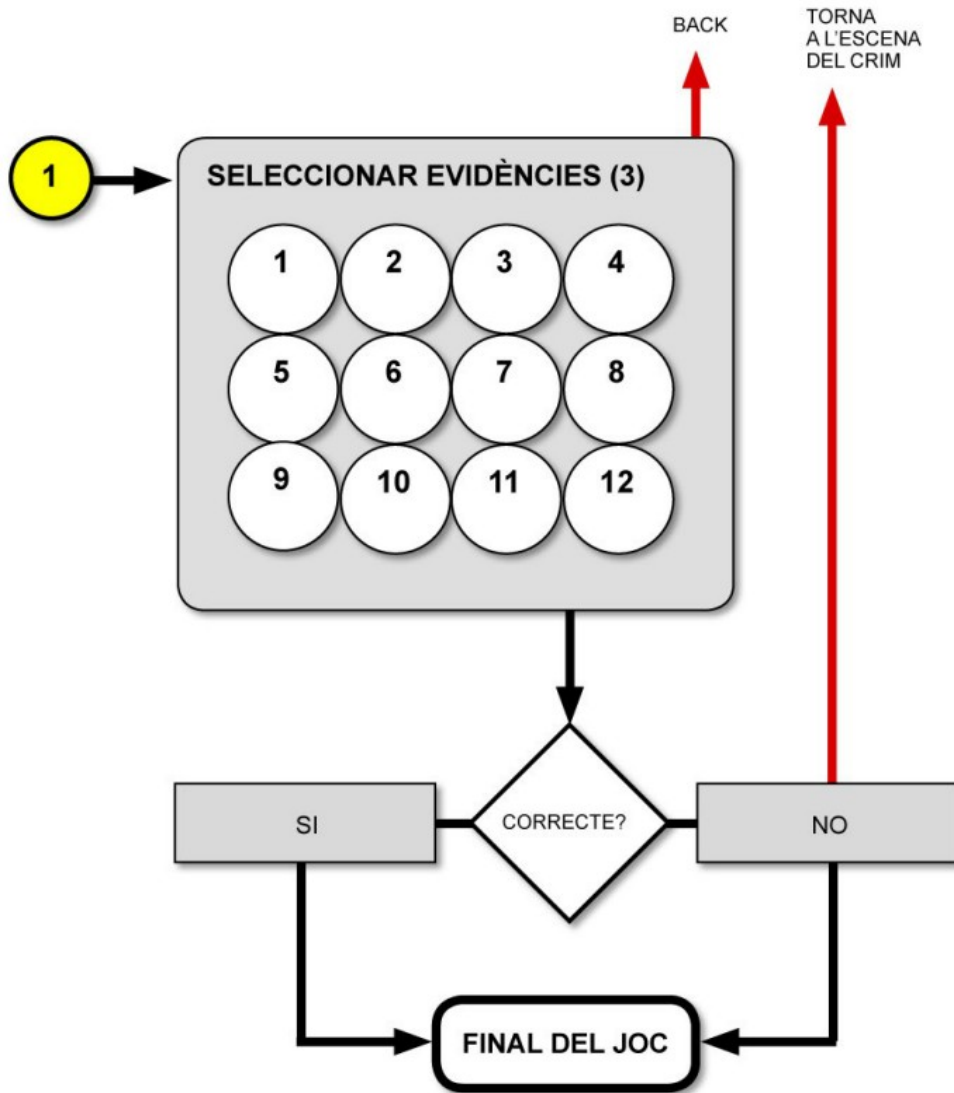 BACK
TORNA
A L'ESCENA
DEL CRIM
1
SELECCIONAR EVIDÈNCIES (3)
1 2 3 4
5 6 7 8
9 10 11 12
SI
CORRECTE?
NO
FINAL DEL JOC